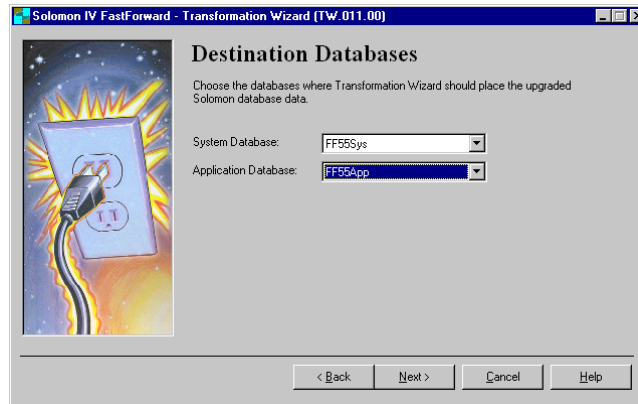 Solomon IV FastForward - Transformation Wizard (TW.011.00)
Destination Databases
Choose the databases where Transformation Wizard should place the upgraded
Solomon database data.
System Database: FF55Sys
Application Database: FF55App
< Back Next > Cancel Help